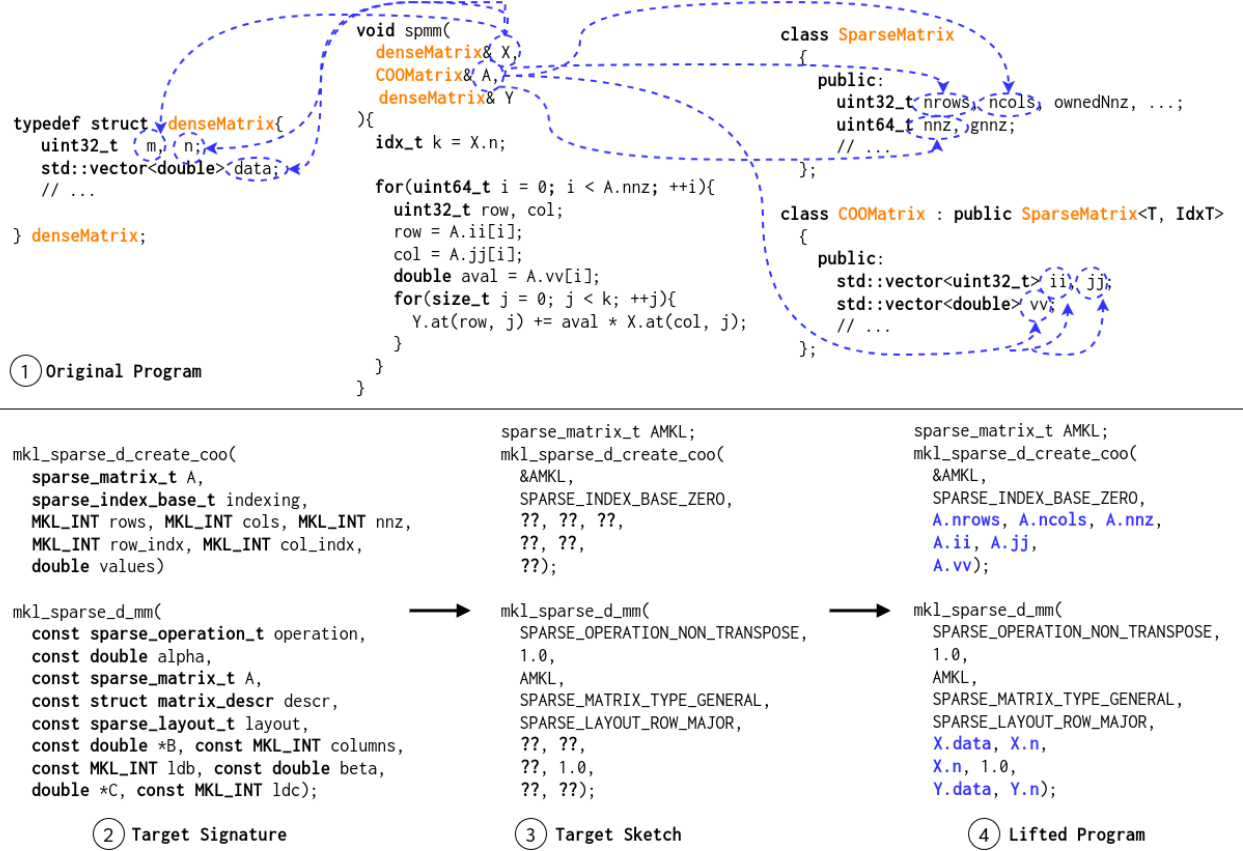 void spmm(
denseMatrix& X,
COOMatrix& A,
denseMatrix& Y
){
idx_t k = X.n;
for(uint64_t i = 0; i < A.nnz; ++i){
uint32_t row, col;
row = A.ii[i];
col = A.jj[i];
double aval = A.vv[i];
for(size_t j = 0; j < k; ++j){
Y.at(row, j) += aval * X.at(col, j);
}
}
}
typedef struct denseMatrix{
uint32_t m, n;
std::vector<double> data;
// ...
} denseMatrix;
class SparseMatrix
{
public:
uint32_t nrows, ncols, ownedNnz, ...;
uint64_t nnz, gnnz;
// ...
};
class COOMatrix : public SparseMatrix<T, IdxT>
{
public:
std::vector<uint32_t> ii, jj;
std::vector<double> vv;
// ...
};
1 Original Program
mkl_sparse_d_create_coo(
sparse_matrix_t A,
sparse_index_base_t indexing,
MKL_INT rows, MKL_INT cols, MKL_INT nnz,
MKL_INT row_indx, MKL_INT col_indx,
double values)
mkl_sparse_d_mm(
const sparse_operation_t operation,
const double alpha,
const sparse_matrix_t A,
const struct matrix_descr descr,
const sparse_layout_t layout,
const double *B, const MKL_INT columns,
const MKL_INT ldb, const double beta,
double *C, const MKL_INT ldc);
2 Target Signature
sparse_matrix_t AMKL;
mkl_sparse_d_create_coo(
&AMKL,
SPARSE_INDEX_BASE_ZERO,
??, ??, ??,
??, ??,
??);
mkl_sparse_d_mm(
SPARSE_OPERATION_NON_TRANSPOSE,
1.0,
AMKL,
SPARSE_MATRIX_TYPE_GENERAL,
SPARSE_LAYOUT_ROW_MAJOR,
??, ??,
??, 1.0,
??, ??);
3 Target Sketch
sparse_matrix_t AMKL;
mkl_sparse_d_create_coo(
&AMKL,
SPARSE_INDEX_BASE_ZERO,
A.nrows, A.ncols, A.nnz,
A.ii, A.jj,
A.vv);
mkl_sparse_d_mm(
SPARSE_OPERATION_NON_TRANSPOSE,
1.0,
AMKL,
SPARSE_MATRIX_TYPE_GENERAL,
SPARSE_LAYOUT_ROW_MAJOR,
X.data, X.n,
X.n, 1.0,
Y.data, Y.n);
4 Lifted Program